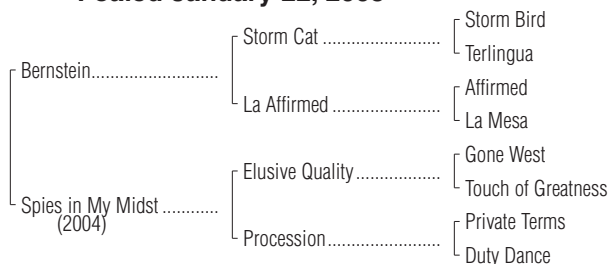 Foaled January 22,
Storm Bird
Storm Cat ........................
Terlingua
Bernstein..........................
Affirmed
La Affirmed ......................
La Mesa
Gone West
Elusive Quality.................
Touch of Greatness
Spies in My Midst ...........
(2004)
Private Terms
Procession.......................
Duty Dance